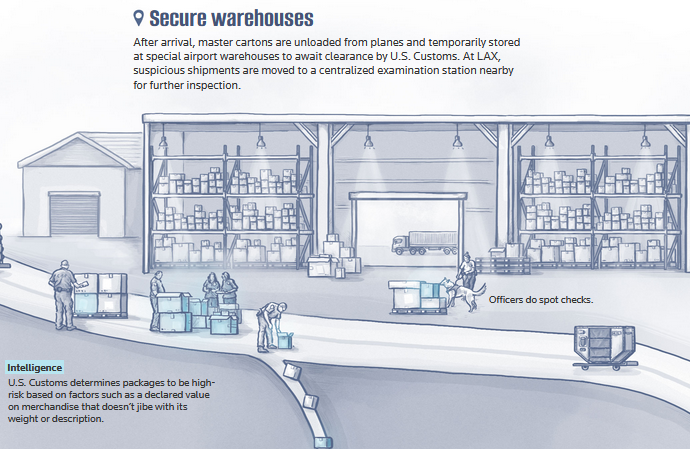 Secure warehouses
After arrival, master cartons are unloaded from planes and temporarily stored
at special airport warehouses to await clearance by U.S. Customs. At LAX,
suspicious shipments are moved to a centralized examination station nearby
for further inspection.
Officers do spot checks.
Intelligence
U.S. Customs determines packages to be high-
risk based on factors such as a declared value
on merchandise that doesn’t jibe with its
weight or description.